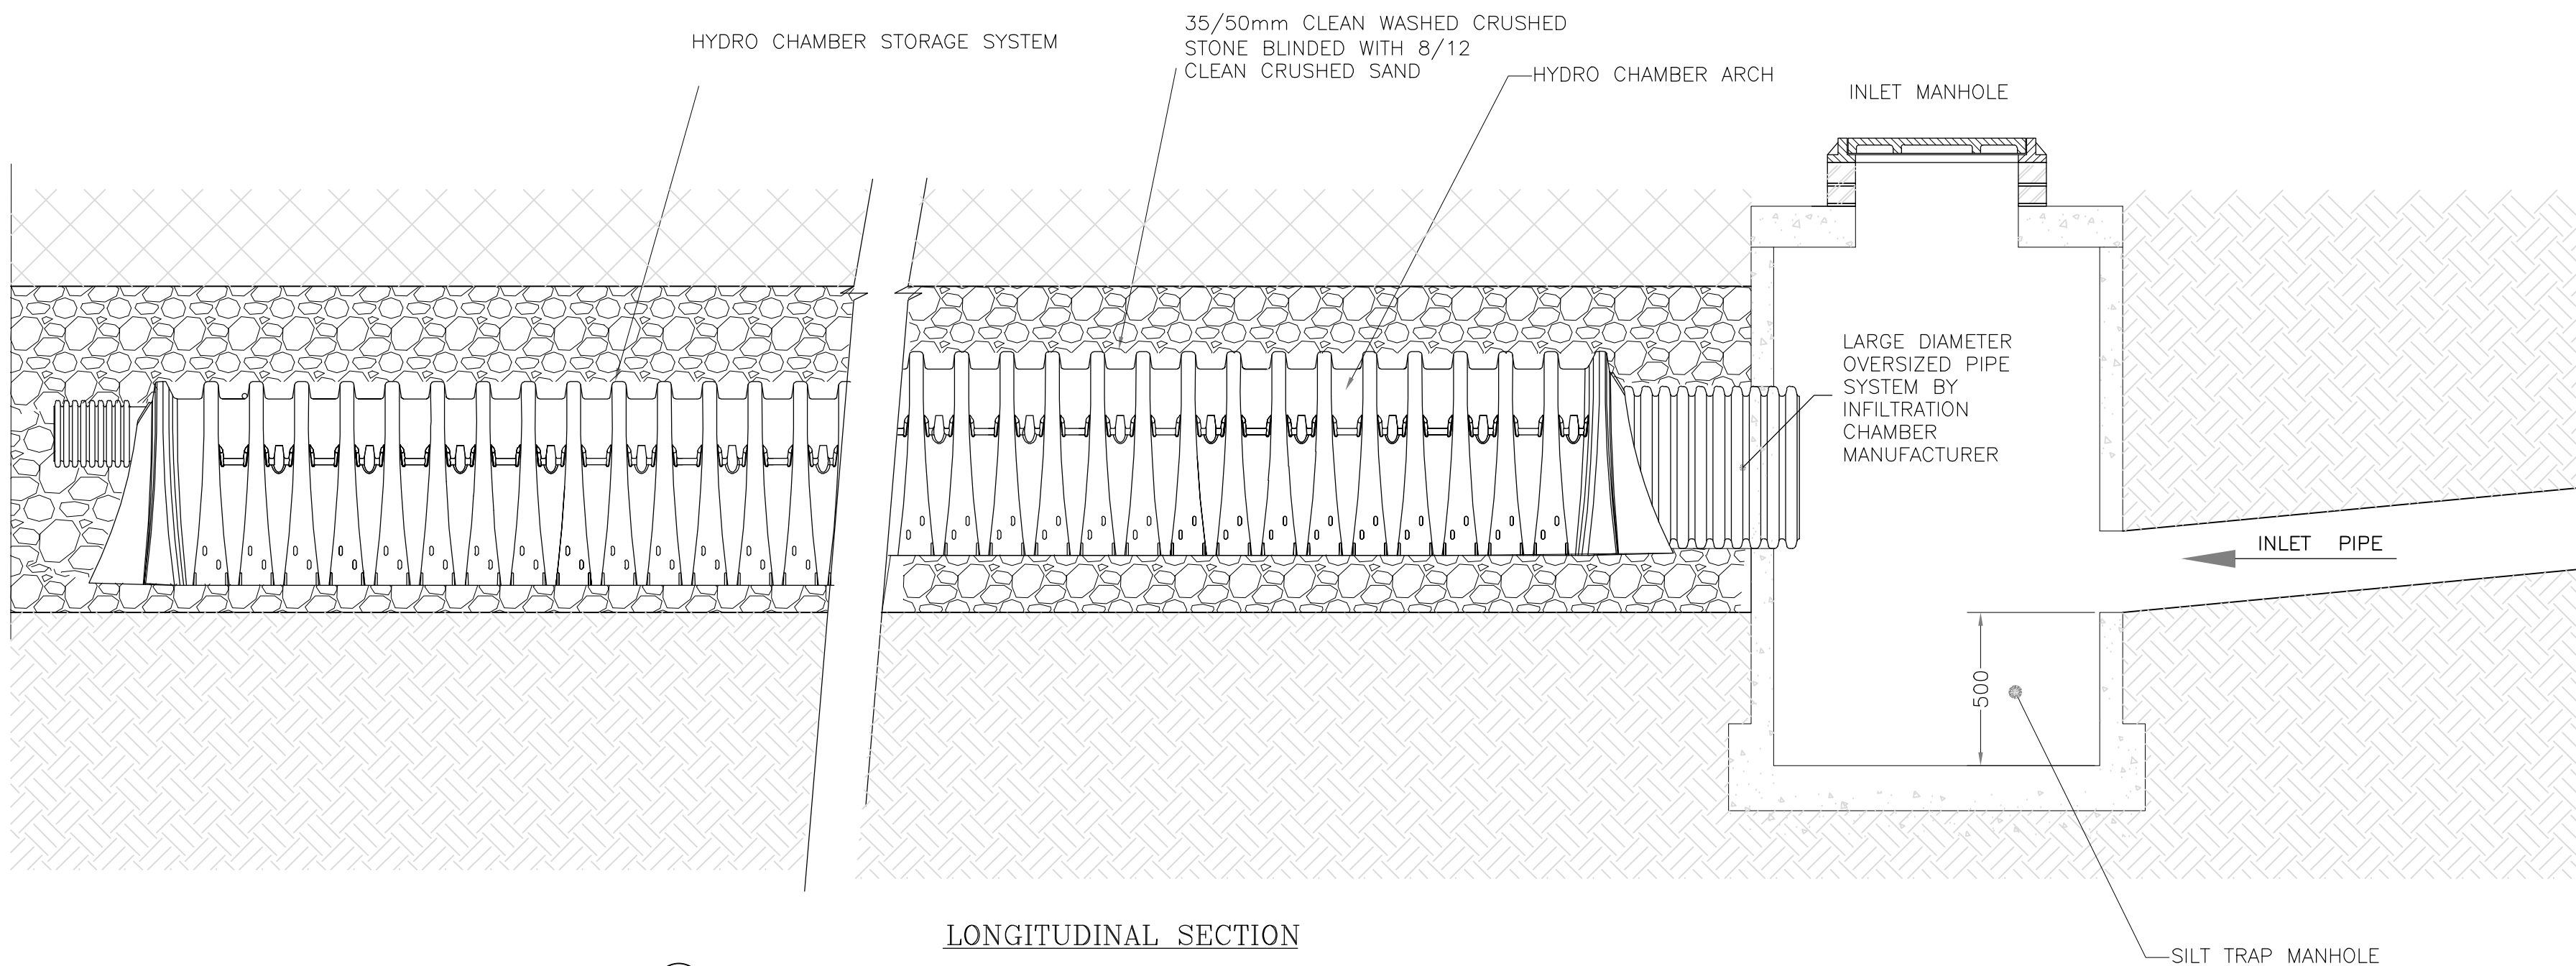 HYDRO CHAMBER STORAGE SYSTEM
35/50mm CLEAN WASHED CRUSHED
STONE BLINDED WITH 8/12
CLEAN CRUSHED SAND
HYDRO CHAMBER ARCH
INLET MANHOLE
LARGE DIAMETER
OVERSIZED PIPE
SYSTEM BY
INFILTRATION
CHAMBER
MANUFACTURER
INLET PIPE
500
LONGITUDINAL SECTION
SILT TRAP MANHOLE